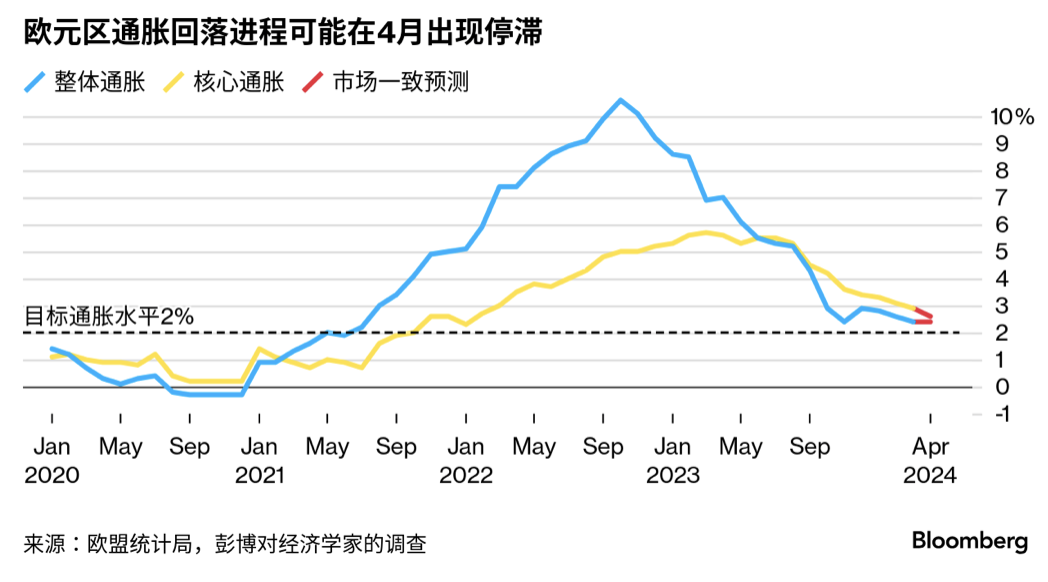 欧元区通胀回落进程可能在4月出现停滞
整体通胀 核心通胀 市场一致预测
10%
9
8
7
6
5
4
3
目标通胀水平2%
2
1
0
-1
Jan May Sep Jan May Sep Jan May Sep Jan May Sep Apr
2020 2021 2022 2023 2024
来源：欧盟统计局，彭博对经济学家的调查
Bloomberg